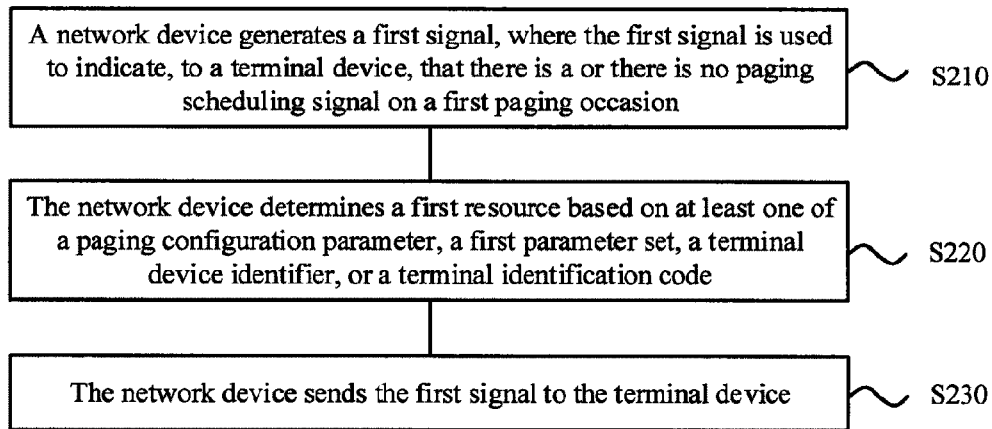 A network device generates a first signal, where the first signal is used
to indicate, to a terminal device, that there is a or there is no paging
scheduling signal on a first paging occasion
S210
The network device determines a first resource based on at least one of
a paging configuration parameter, a first parameter set, a terminal
device identifier, or a terminal identification code
S220
The network device sends the first signal to the terminal device
S230